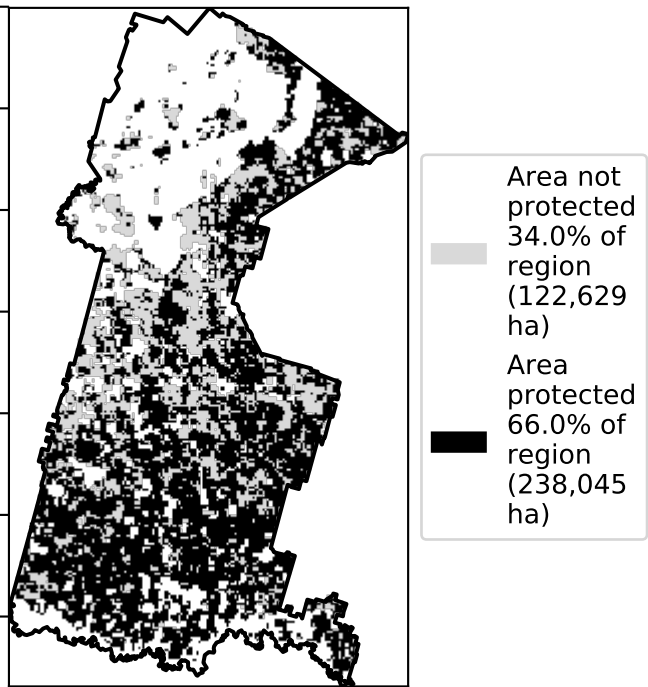 Area not
protected
34.0% of
region
(122,629
ha)
Area
protected
66.0% of
region
(238,045
ha)